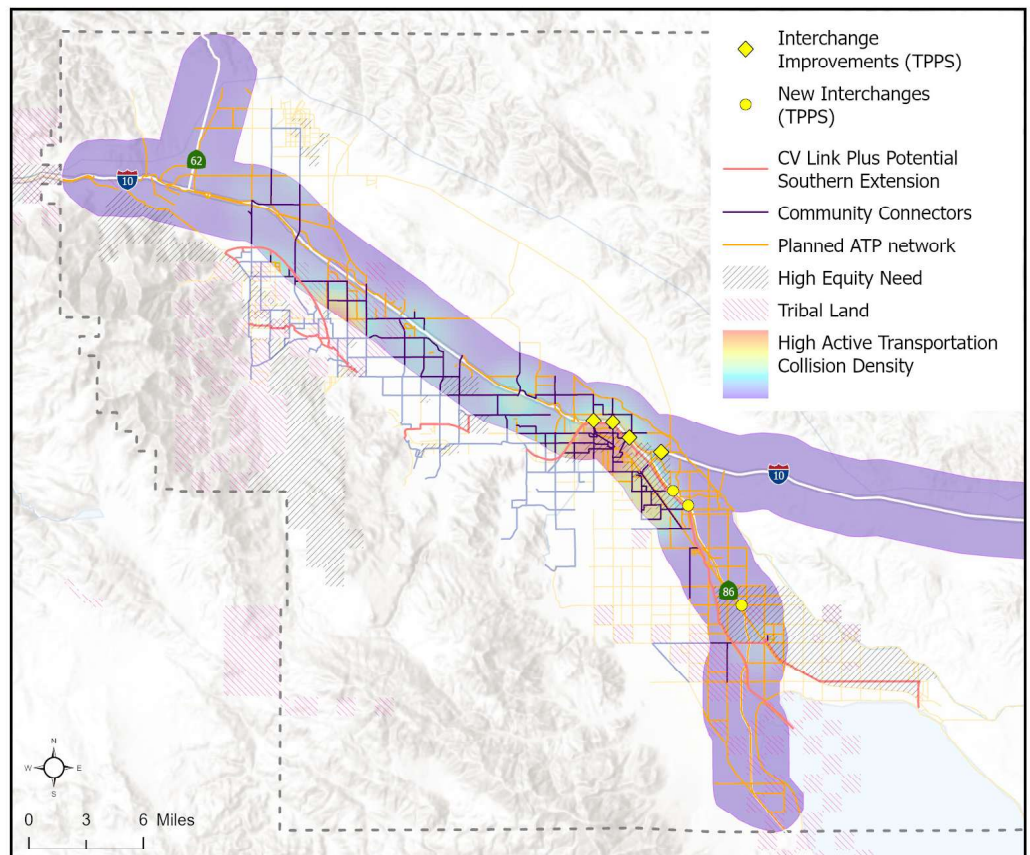 Interchange
Improvements (TPPS)
New Interchanges
(TPPS)
CV Link Plus Potential
Southern Extension
Community Connectors
Planned ATP network
High Equity Need
Tribal Land
High Active Transportation
Collision Density
62
10
10
86
N
W E
S
0 3 6 Miles